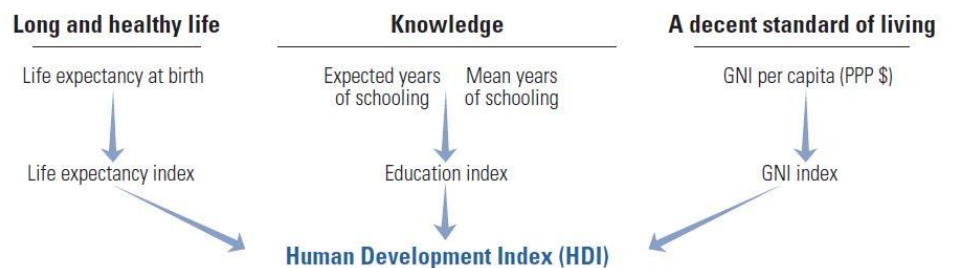 Long and healthy life
Knowledge
A decent standard of living
Life expectancy at birth
Expected years
of schooling
Mean years
of schooling
GNI per capita (PPP $)
Life expectancy index
Education index
GNI index
Human Development Index (HDI)